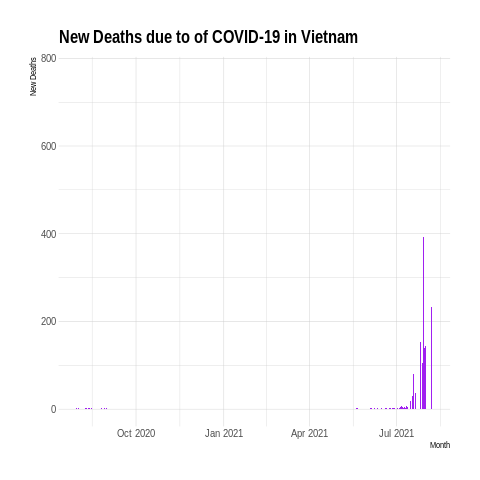 New Deaths due to of COVID-19 in Vietnam
New Deaths
800
600
400
200
0
Oct 2020 Jan 2021 Apr 2021 Jul 2021
Month